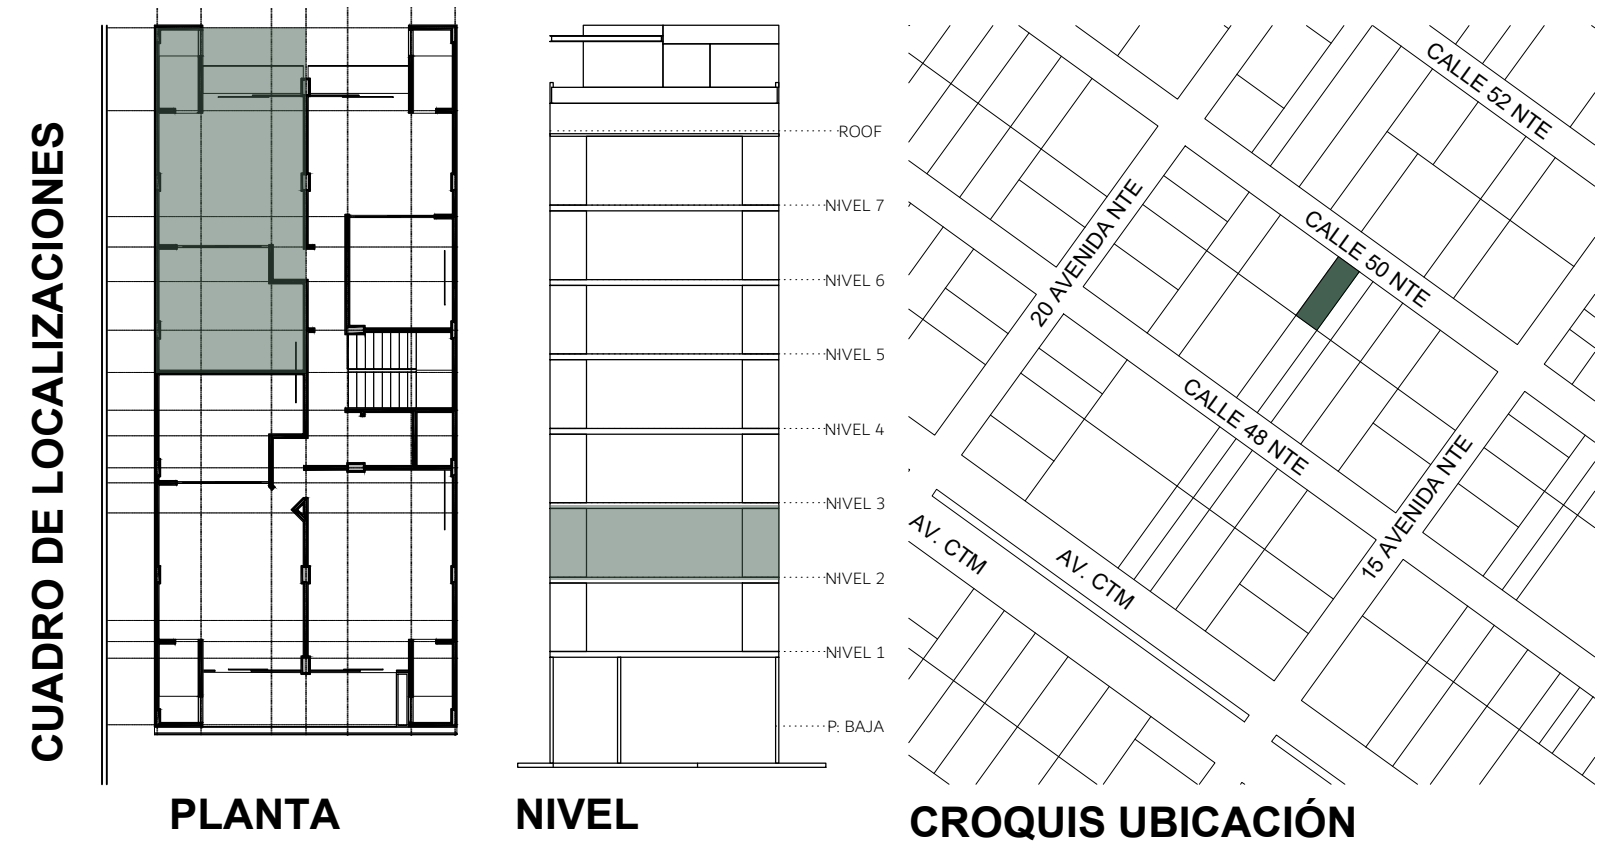 CUADRO DE LOCALIZACIONES
PLANTA
ROOF
NIVEL 7
NIVEL 6
NIVEL 5
NIVEL 4
NIVEL 3
NIVEL 2
NIVEL 1
P: BAJA
NIVEL
CALLE 52 NTE
20 AVENIDA NTE
CALLE 50 NTE
CALLE 48 NTE
15 AVENIDA NTE
AV. CTM
AV. CTM
CROQUIS UBICACIÓN